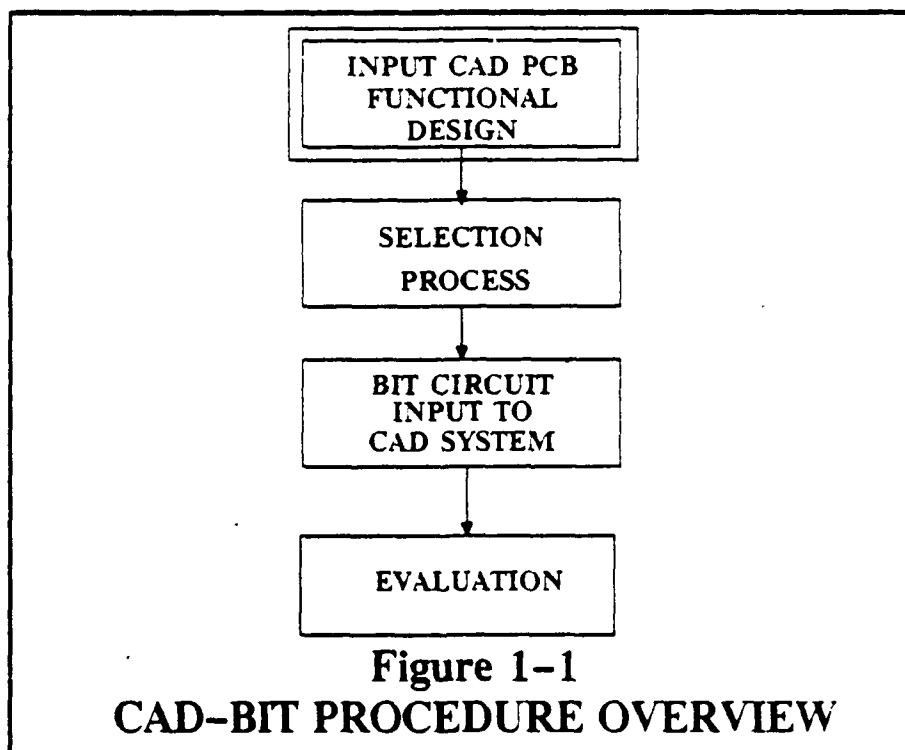 INPUT CAD PCB
FUNCTIONAL
DESIGN
SELECTION
PROCESS
BIT CIRCUIT
INPUT TO
CAD SYSTEM
EVALUATION
Figure 1-1
CAD-BIT PROCEDURE OVERVIEW